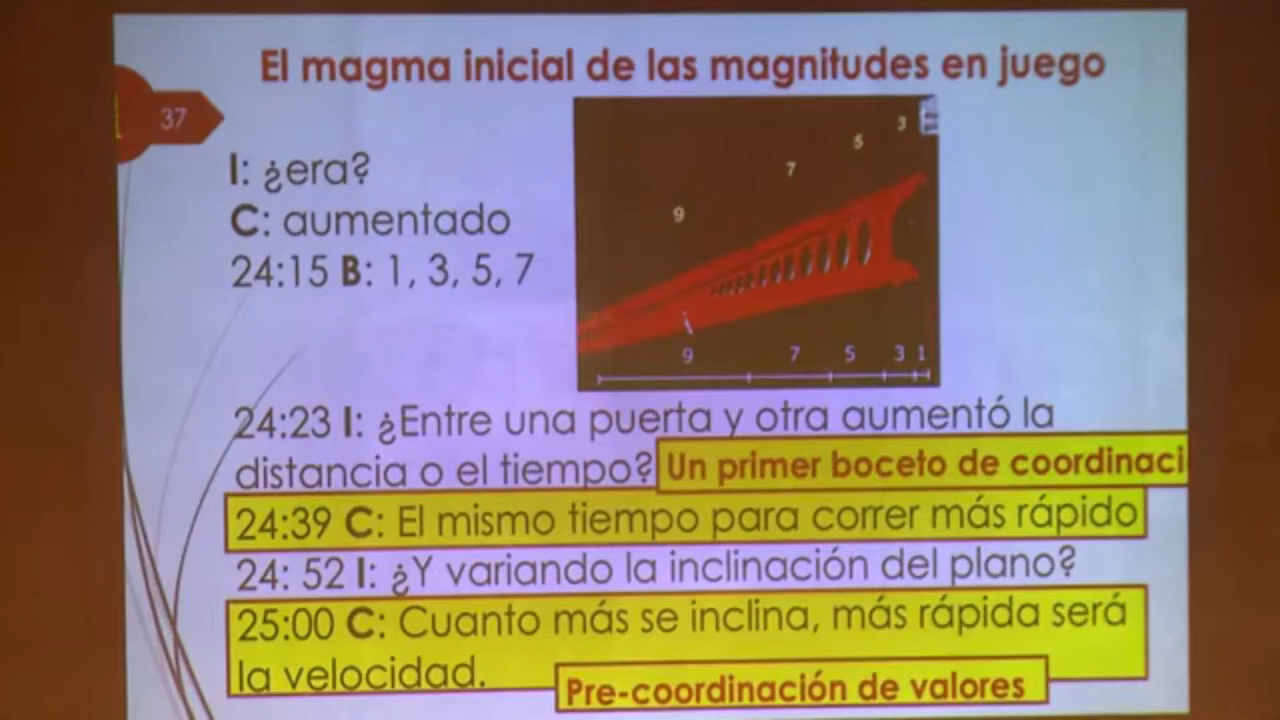 El magma inicial de las magnitudes en juego
37
I: ¿era?
C: aumentado
24:15 B: 1, 3, 5, 7
3
5
7
9
9 7 5 3 1
24:23 I: ¿Entre una puerta y otra aumentó la
distancia o el tiempo?
Un primer boceto de coordinaci
24:39 C: El mismo tiempo para correr más rápido
24: 52 I: ¿Y variando la inclinación del plano?
25:00 C: Cuanto más se inclina, más rápida será
la velocidad.
Pre-coordinación de valores